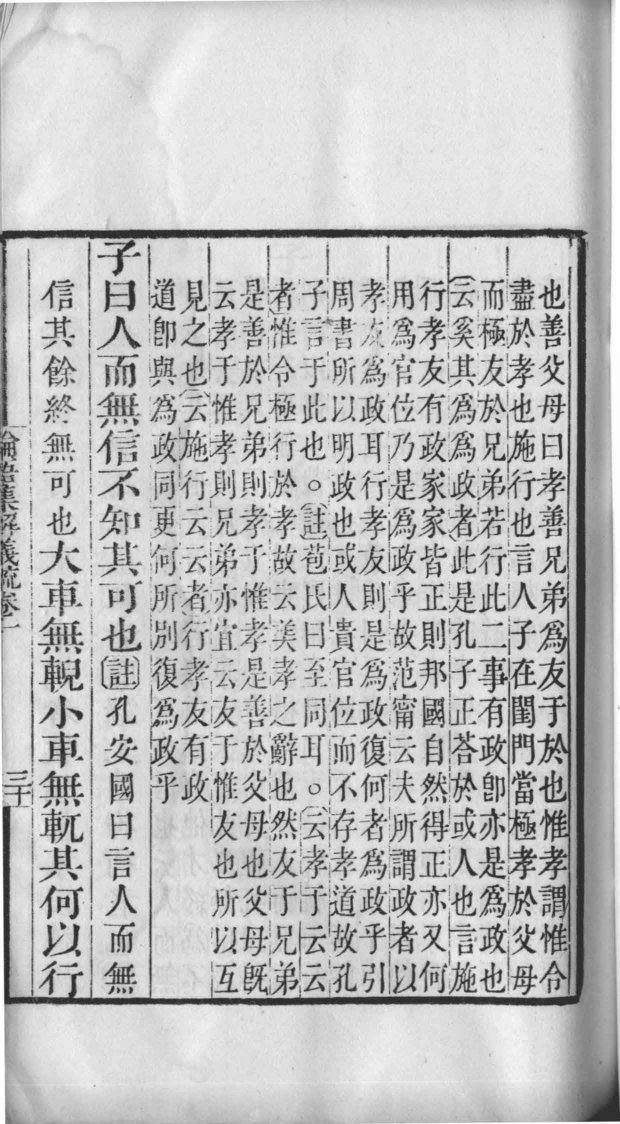 也善父母曰孝善兄弟爲友于於也惟孝謂惟令
盡於孝也施行也言人子在閨門當極孝於父母
而極友於兄弟若行此二事有政卽亦是爲政也
云奚其爲爲政者此是孔子正答於或人也言施
行孝友有政家家皆正則邦國自然得正亦又何
用爲官位乃是爲政乎故范甯云夫所謂政者以
孝友爲政耳行孝友則是爲政復何者爲政乎引
周書所以明政也或人貴官位而不存孝道故孔
子言于此也○註苞氏曰至同耳○云孝于云云
者惟令極行於孝故云美孝之辭也然友于兄弟
是善於兄弟則孝于惟孝是善於父母也父母旣
云孝于惟孝則兄弟亦宜云友于惟友也所以互
見之也云施行云云者行孝友有政
道卽與爲政同更何所別復爲政乎
子曰人而無信不知其可也註孔安國曰言人而無
信其餘終無可也大車無輗小車無軏其何以行
論語集解義疏卷一
三十